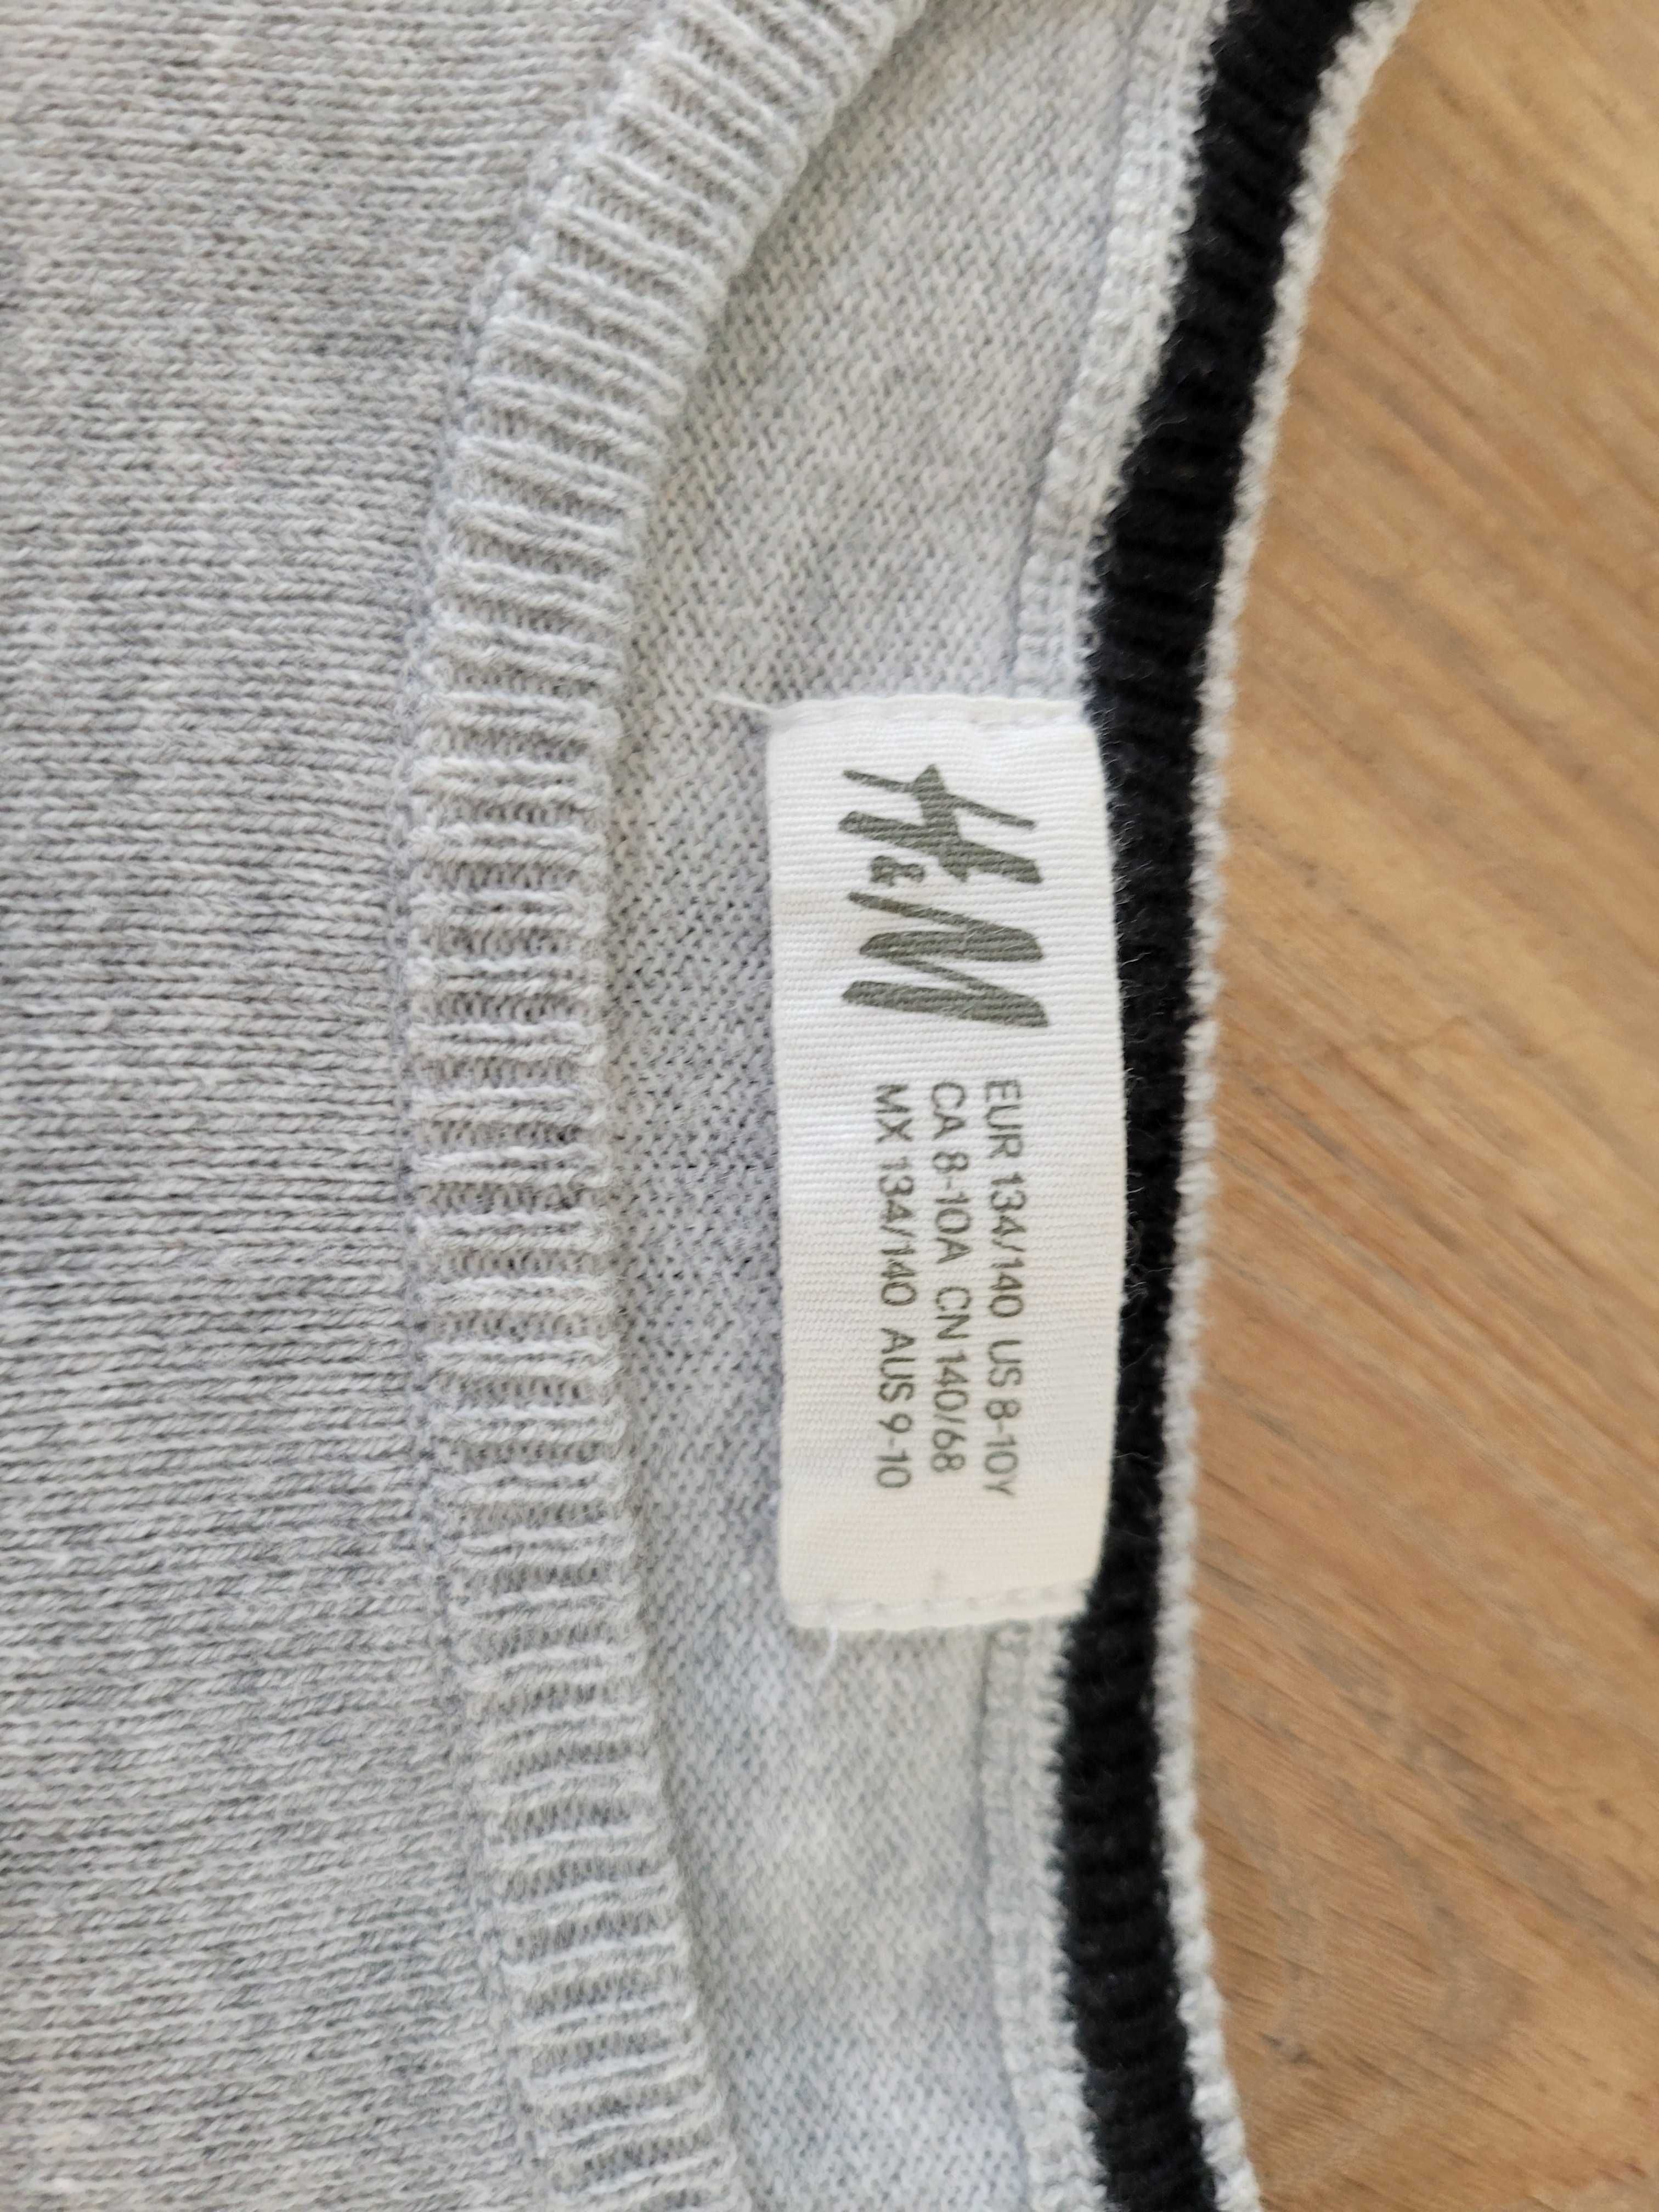 H&M
EUR 134/140 US 8-10Y
CA 8-10A CN 140/68
MX 134/140 AUS 9-10